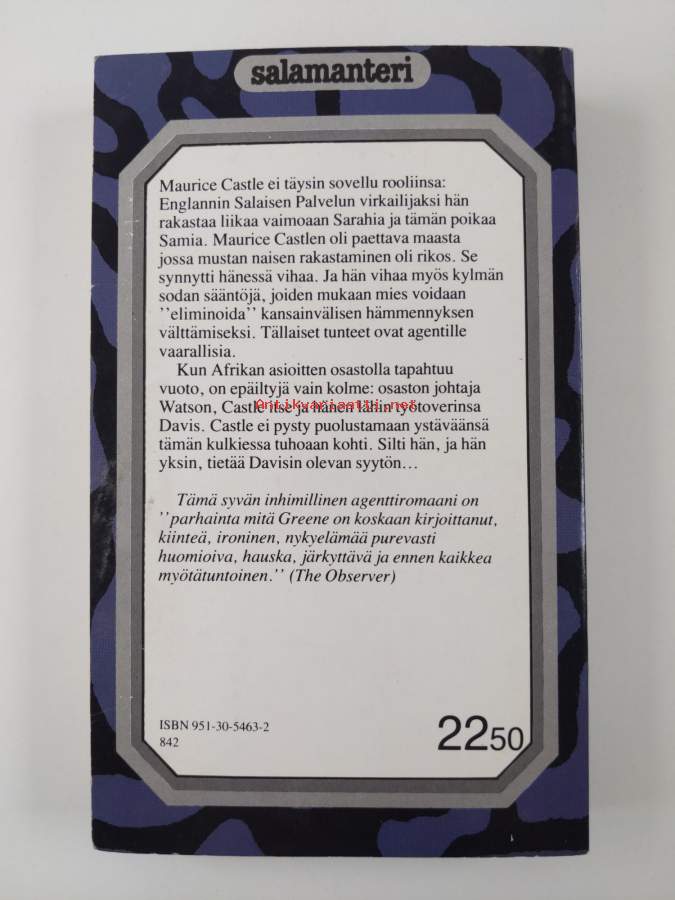 salamanteri
Maurice Castle ei täysin sovellu rooliinsa:
Englannin Salaisen Palvelun virkailijaksi hän
rakastaa liikaa vaimoaan Sarahia ja tämän poikaa
Samia. Maurice Castlen oli paettava maasta
jossa mustan naisen rakastaminen oli rikos. Se
synnytti hänessä vihaa. Ja hän vihaa myös kylmän
sodan sääntöjä, joiden mukaan mies voidaan
''eliminoida'' kansainvälisen hämmennyksen
välttämiseksi. Tällaiset tunteet ovat agentille
vaarallisia.
Kun Afrikan asioitten osastolla tapahtuu
vuoto, on epäiltyjä vain kolme: osaston johtaja
Antikvariaatti.net
Watson, Castle itse ja hänen lähin työtoverinsa
Davis. Castle ei pysty puolustamaan ystäväänsä
tämän kulkiessa tuhoaan kohti. Silti hän, ja hän
yksin, tietää Davisin olevan syytön...
Tämä syvän inhimillinen agenttiromaani on
''parhainta mitä Greene on koskaan kirjoittanut,
kiinteä, ironinen, nykyelämää purevasti
huomioiva, hauska, järkyttävä ja ennen kaikkea
myötätuntoinen.'' (The Observer)
ISBN 951-30-5463-2
842
2250